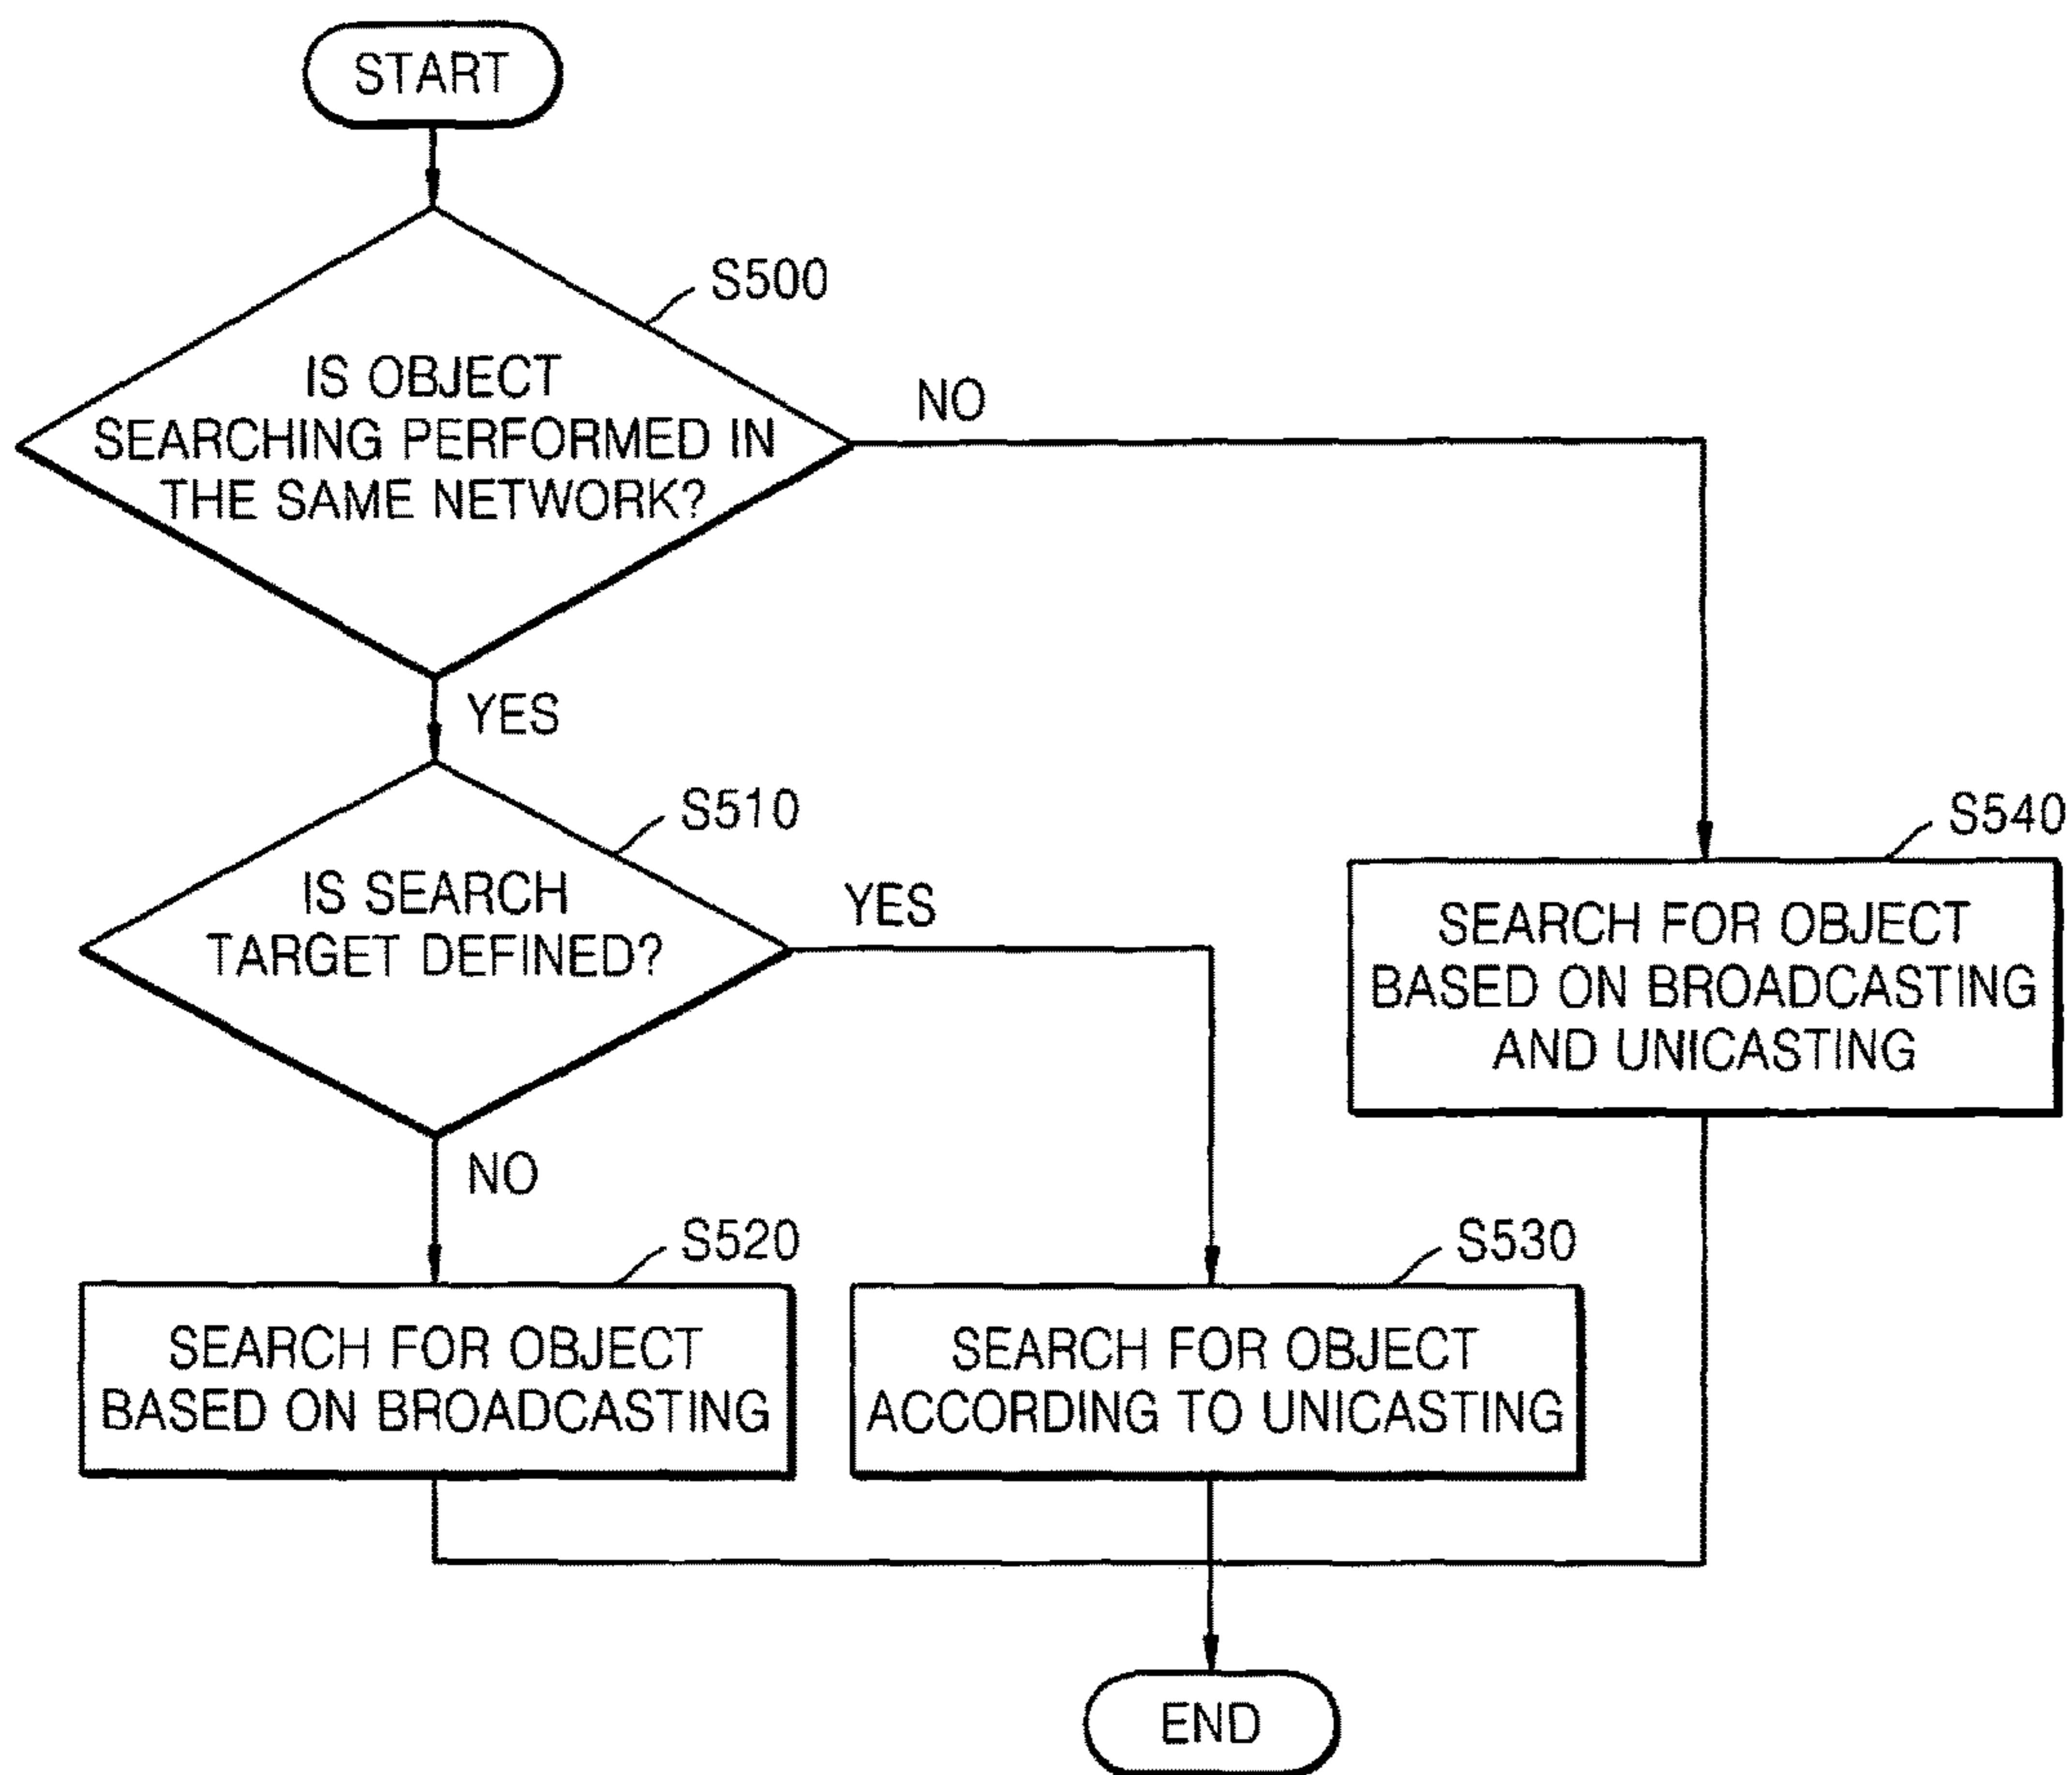 START
S500
IS OBJECT
SEARCHING PERFORMED IN
THE SAME NETWORK?
NO
YES
S510
IS SEARCH
TARGET DEFINED?
YES
S540
SEARCH FOR OBJECT
BASED ON BROADCASTING
AND UNICASTING
NO
S520
SEARCH FOR OBJECT
BASED ON BROADCASTING
S530
SEARCH FOR OBJECT
ACCORDING TO UNICASTING
END